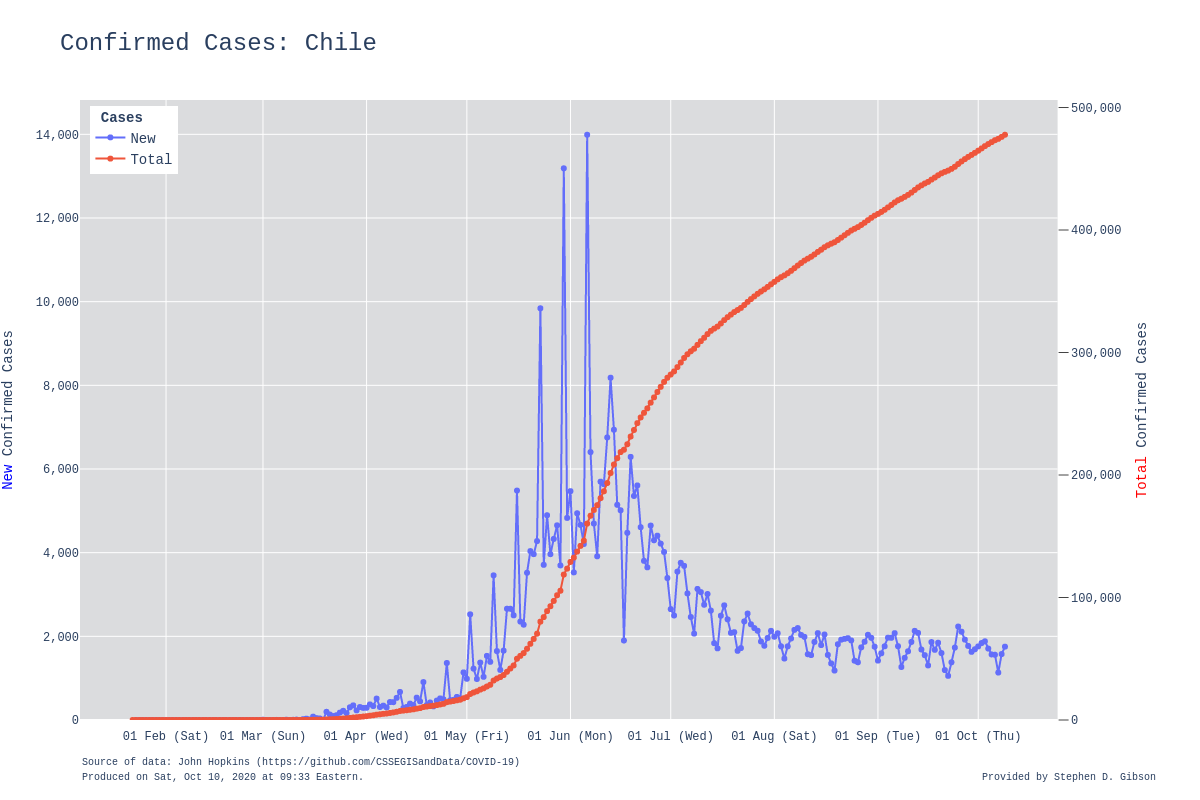 Confirmed Cases: Chile
Cases
New
Total
14,000
12,000
10,000
8,000
6,000
4,000
2,000
0
New Confirmed Cases
500,000
400,000
300,000
200,000
100,000
0
Total Confirmed Cases
01 Feb (Sat) 01 Mar (Sun) 01 Apr (Wed) 01 May (Fri) 01 Jun (Mon) 01 Jul (Wed) 01 Aug (Sat) 01 Sep (Tue) 01 Oct (Thu)
Source of data: John Hopkins (https://github.com/CSSEGISandData/COVID-19)
Produced on Sat, Oct 10, 2020 at 09:33 Eastern.
Provided by Stephen D. Gibson